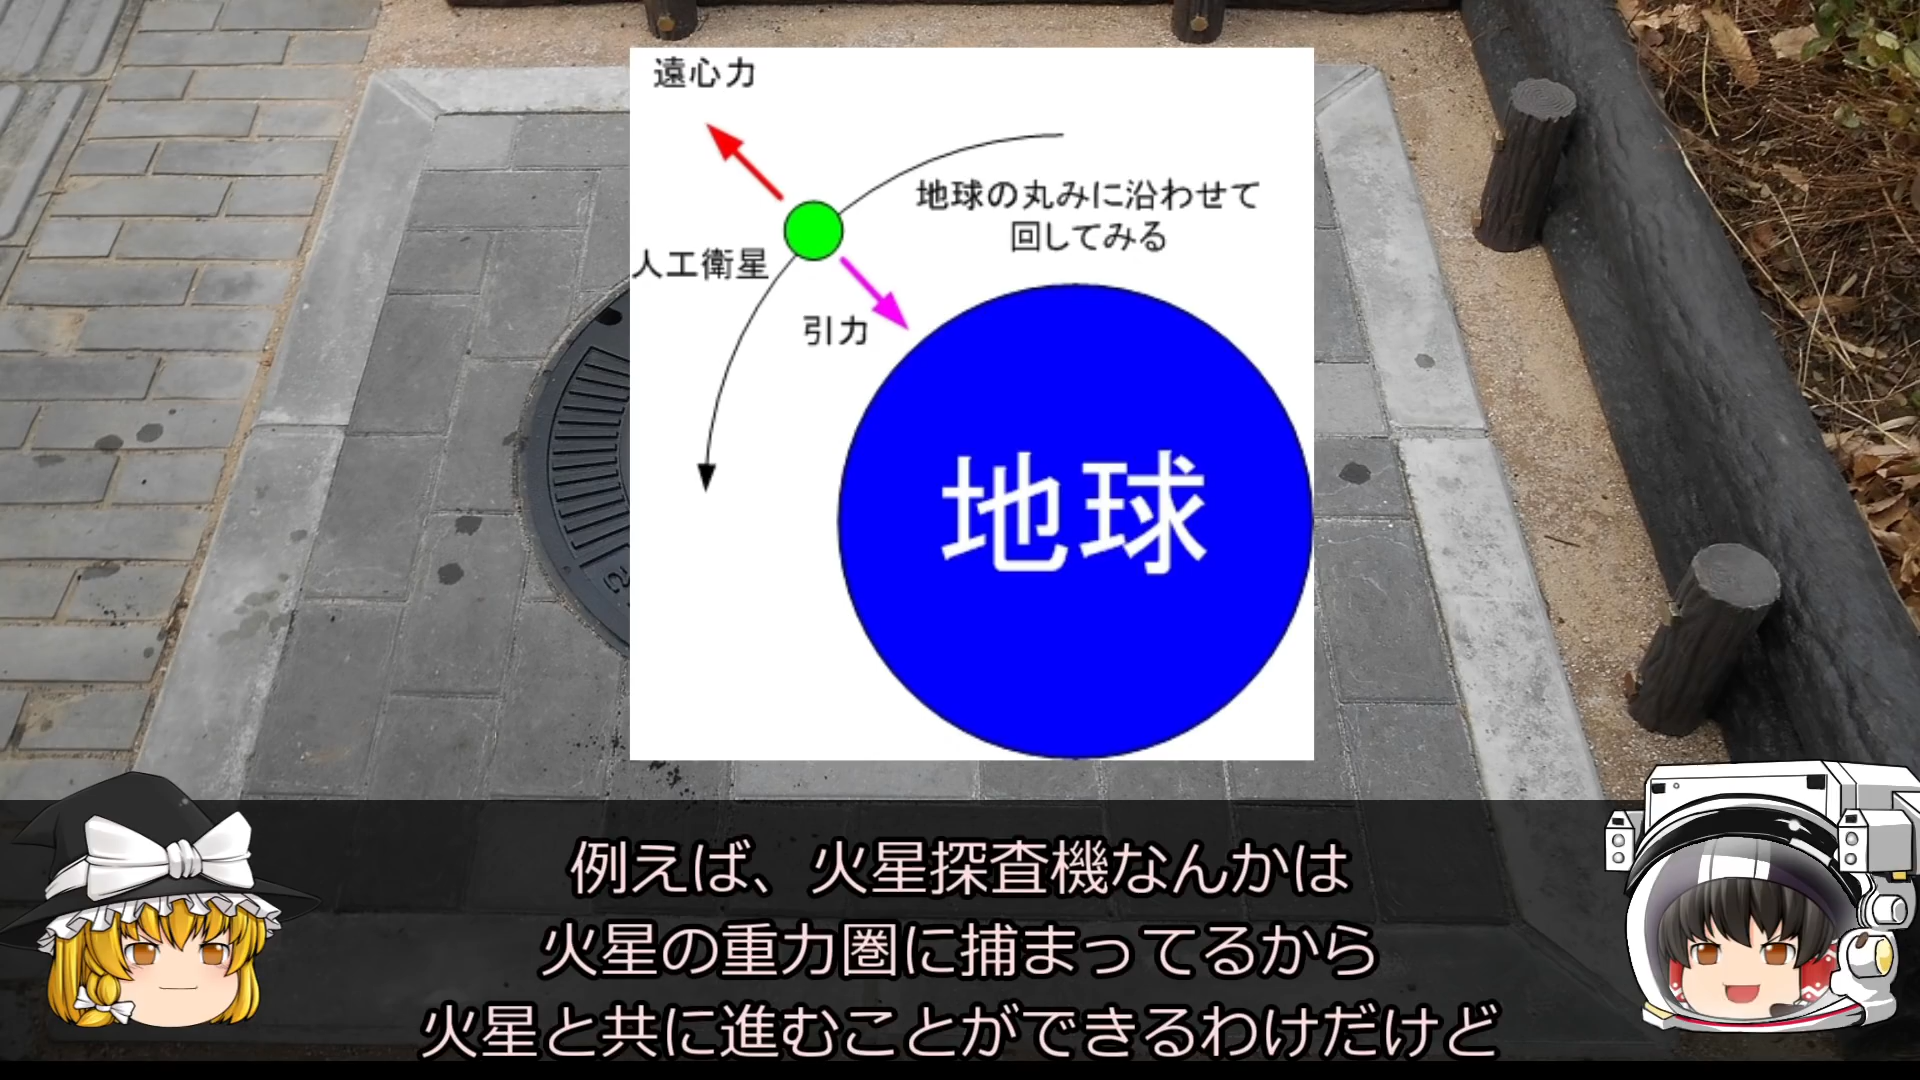 遠心力
地球の丸みに沿わせて
回してみる
人工衛星
引力
地球
例えば、火星探査機なんかは
火星の重力圏に捕まってるから
火星と共に進むことができるわけだけど